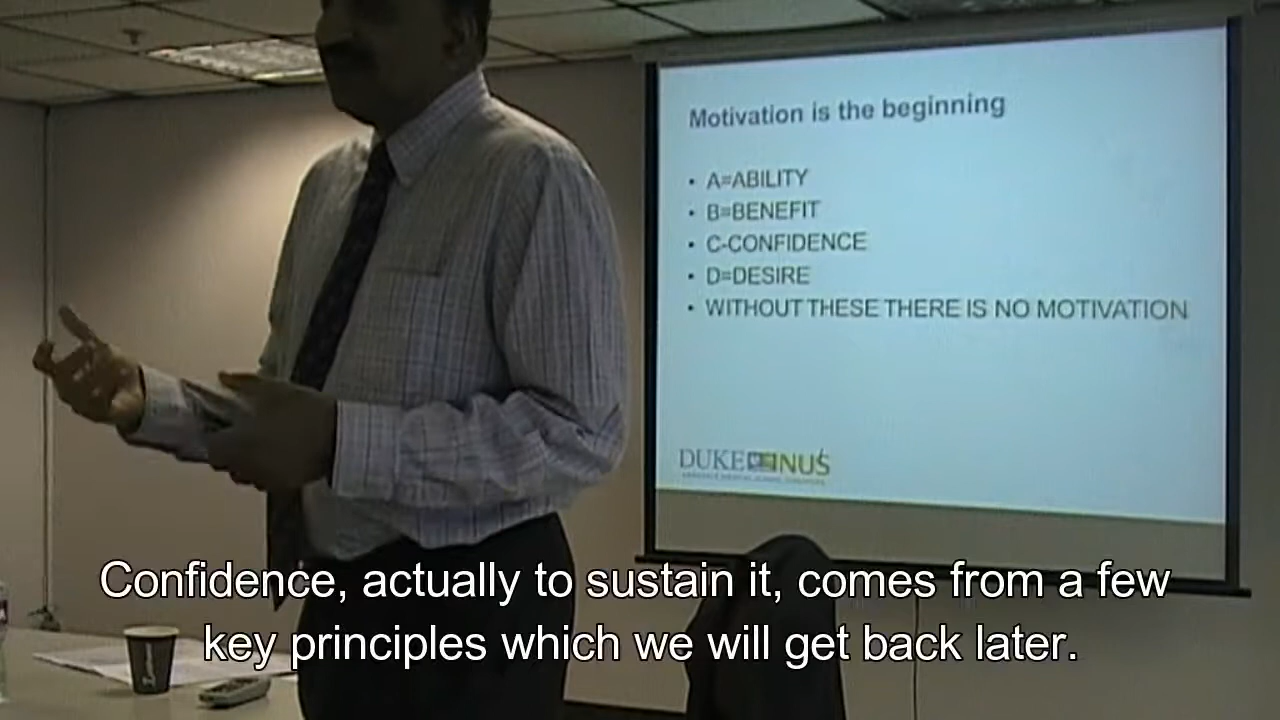 Motivation is the beginning
• A=ABILITY
• B=BENEFIT
• C-CONFIDENCE
• D=DESIRE
• WITHOUT THESE THERE IS NO MOTIVATION
DUKE NUS
Confidence, actually to sustain it, comes from a few
key principles which we will get back later.